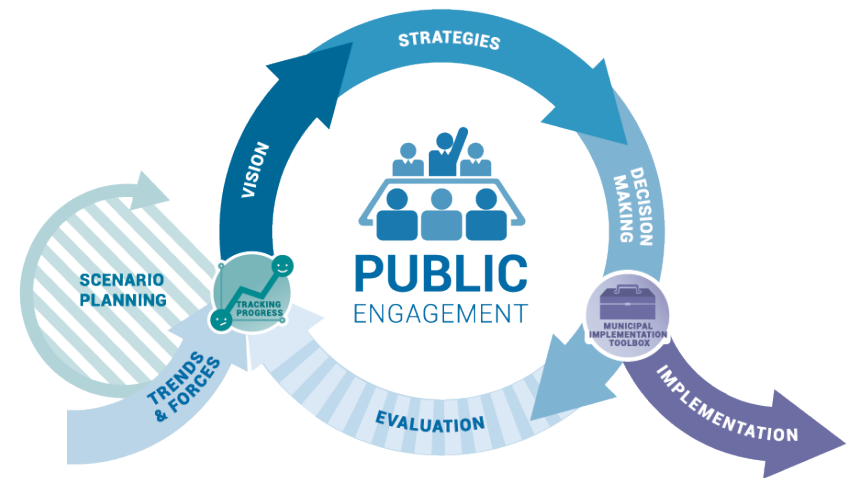 STRATEGIES
VISION
DECISION
MAKING
PUBLIC
ENGAGEMENT
SCENARIO
PLANNING
TRACKING
PROGRESS
TRENDS
& FORCES
MUNICIPAL
IMPLEMENTATION
TOOLBOX
EVALUATION
IMPLEMENTATION